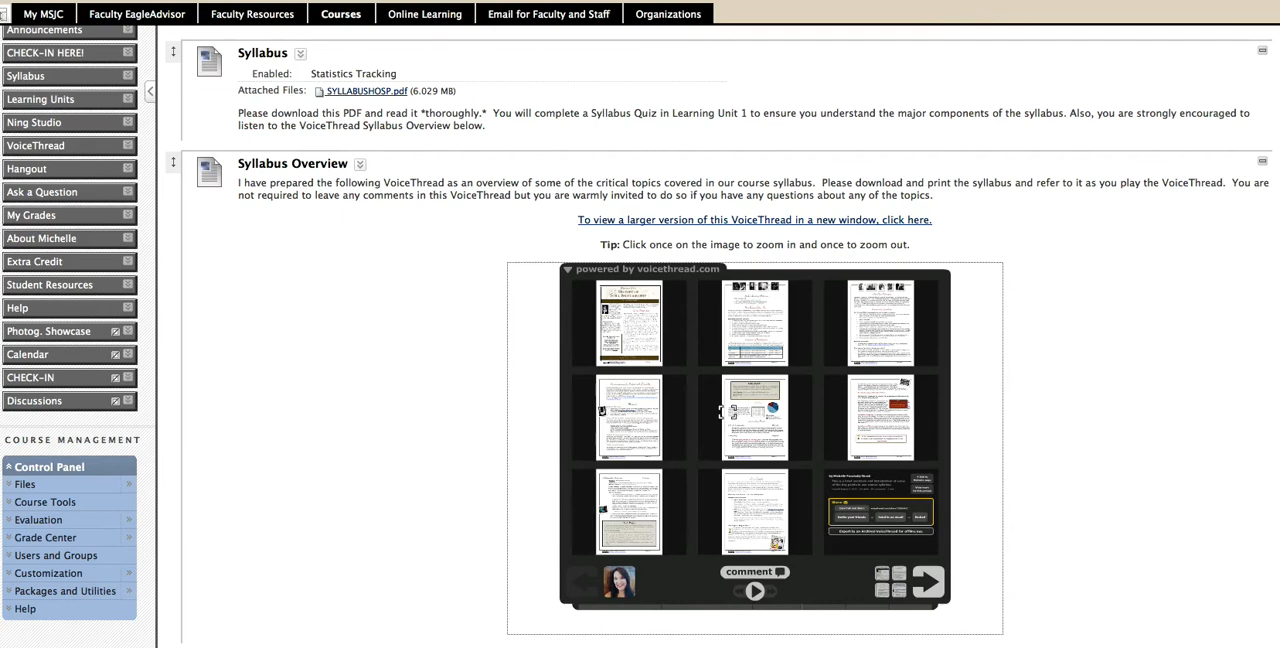 My MSJC
Faculty EagleAdvisor
Faculty Resources
Courses
Online Learning
Email for Faculty and Staff
Organizations
Announcements
CHECK-IN HERE!
Syllabus
Learning Units
Ning Studio
VoiceThread
Hangout
Ask a Question
My Grades
About Michelle
Extra Credit
Student Resources
Help
Photog: Showcase
Calendar
CHECK-IN
Discussions
COURSE MANAGEMENT
Control Panel
Files
Course Tools
Evaluation
Grade Center
Users and Groups
Customization
Packages and Utilities
Help
Syllabus
Enabled: Statistics Tracking
Attached Files: SYLLABUSHOSP.pdf (6.029 MB)
Please download this PDF and read it *thoroughly.* You will complete a Syllabus Quiz in Learning Unit 1 to ensure you understand the major components of the syllabus. Also, you are strongly encouraged to
listen to the VoiceThread Syllabus Overview below.
Syllabus Overview
I have prepared the following VoiceThread as an overview of some of the critical topics covered in our course syllabus. Please download and print the syllabus and refer to it as you play the VoiceThread. You are
not required to leave any comments in this VoiceThread but you are warmly invited to do so if you have any questions about any of the topics.
To view a larger version of this VoiceThread in a new window, click here.
Tip: Click once on the image to zoom in and once to zoom out.
powered by voicethread.com
comment